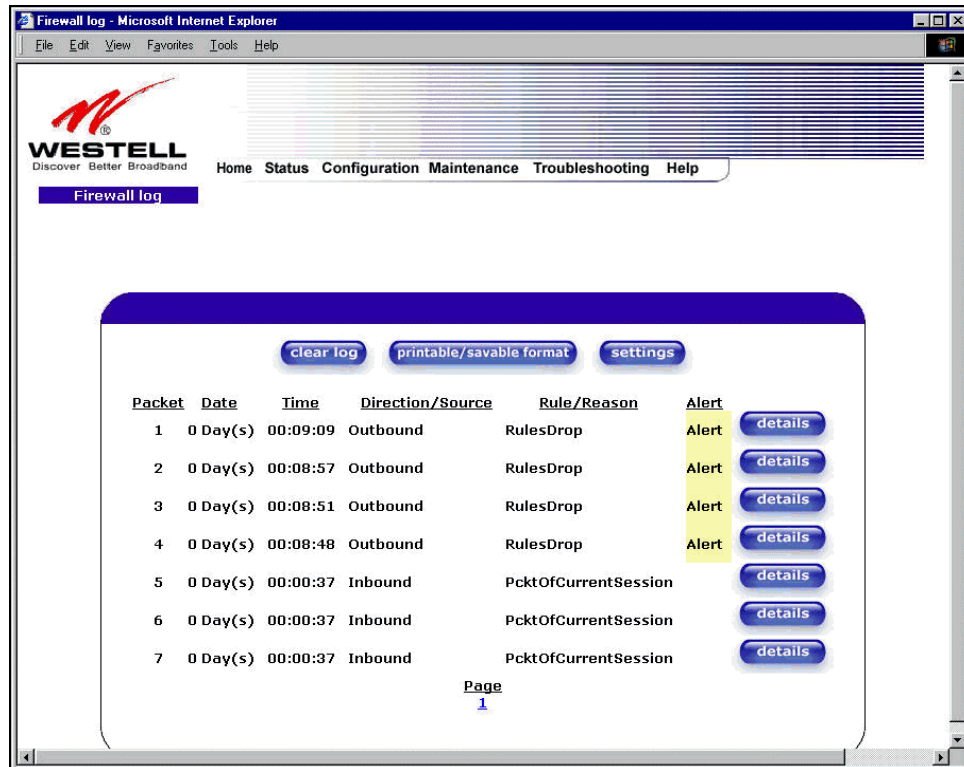 Firewall log - Microsoft Internet Explorer
File Edit View Favorites Tools Help
WESTELL
®
Discover Better Broadband
Home Status Configuration Maintenance Troubleshooting Help
Firewall log
clear log printable/savable format settings
Packet Date Time Direction/Source Rule/Reason Alert
1 0 Day(s) 00:09:09 Outbound RulesDrop Alert details
2 0 Day(s) 00:08:57 Outbound RulesDrop Alert details
3 0 Day(s) 00:08:51 Outbound RulesDrop Alert details
4 0 Day(s) 00:08:48 Outbound RulesDrop Alert details
5 0 Day(s) 00:00:37 Inbound PcktOfCurrentSession details
6 0 Day(s) 00:00:37 Inbound PcktOfCurrentSession details
7 0 Day(s) 00:00:37 Inbound PcktOfCurrentSession details
Page
1